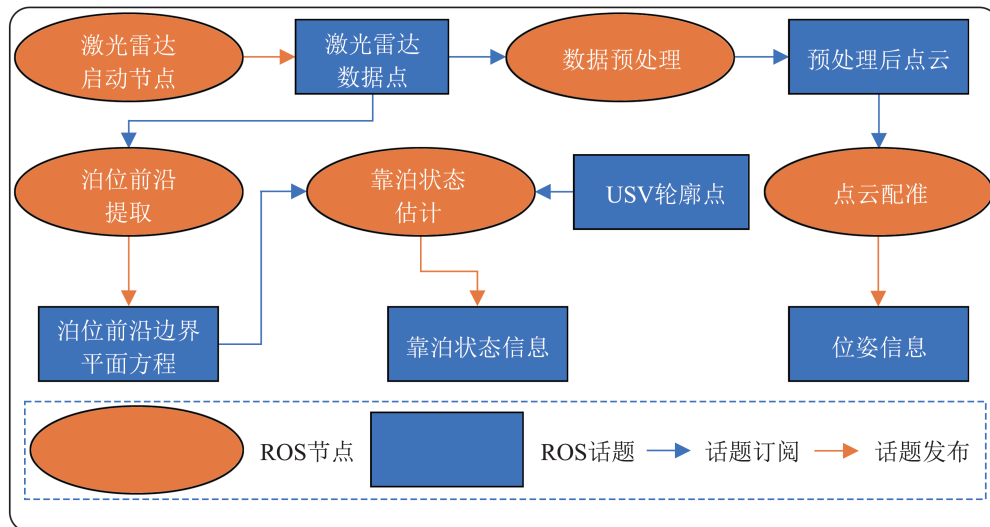 激光雷达
启动节点
激光雷达
数据点
数据预处理
预处理后点云
泊位前沿
提取
靠泊状态
估计
USV轮廓点
点云配准
泊位前沿边界
平面方程
靠泊状态信息
位姿信息
ROS节点
ROS话题
话题订阅
话题发布